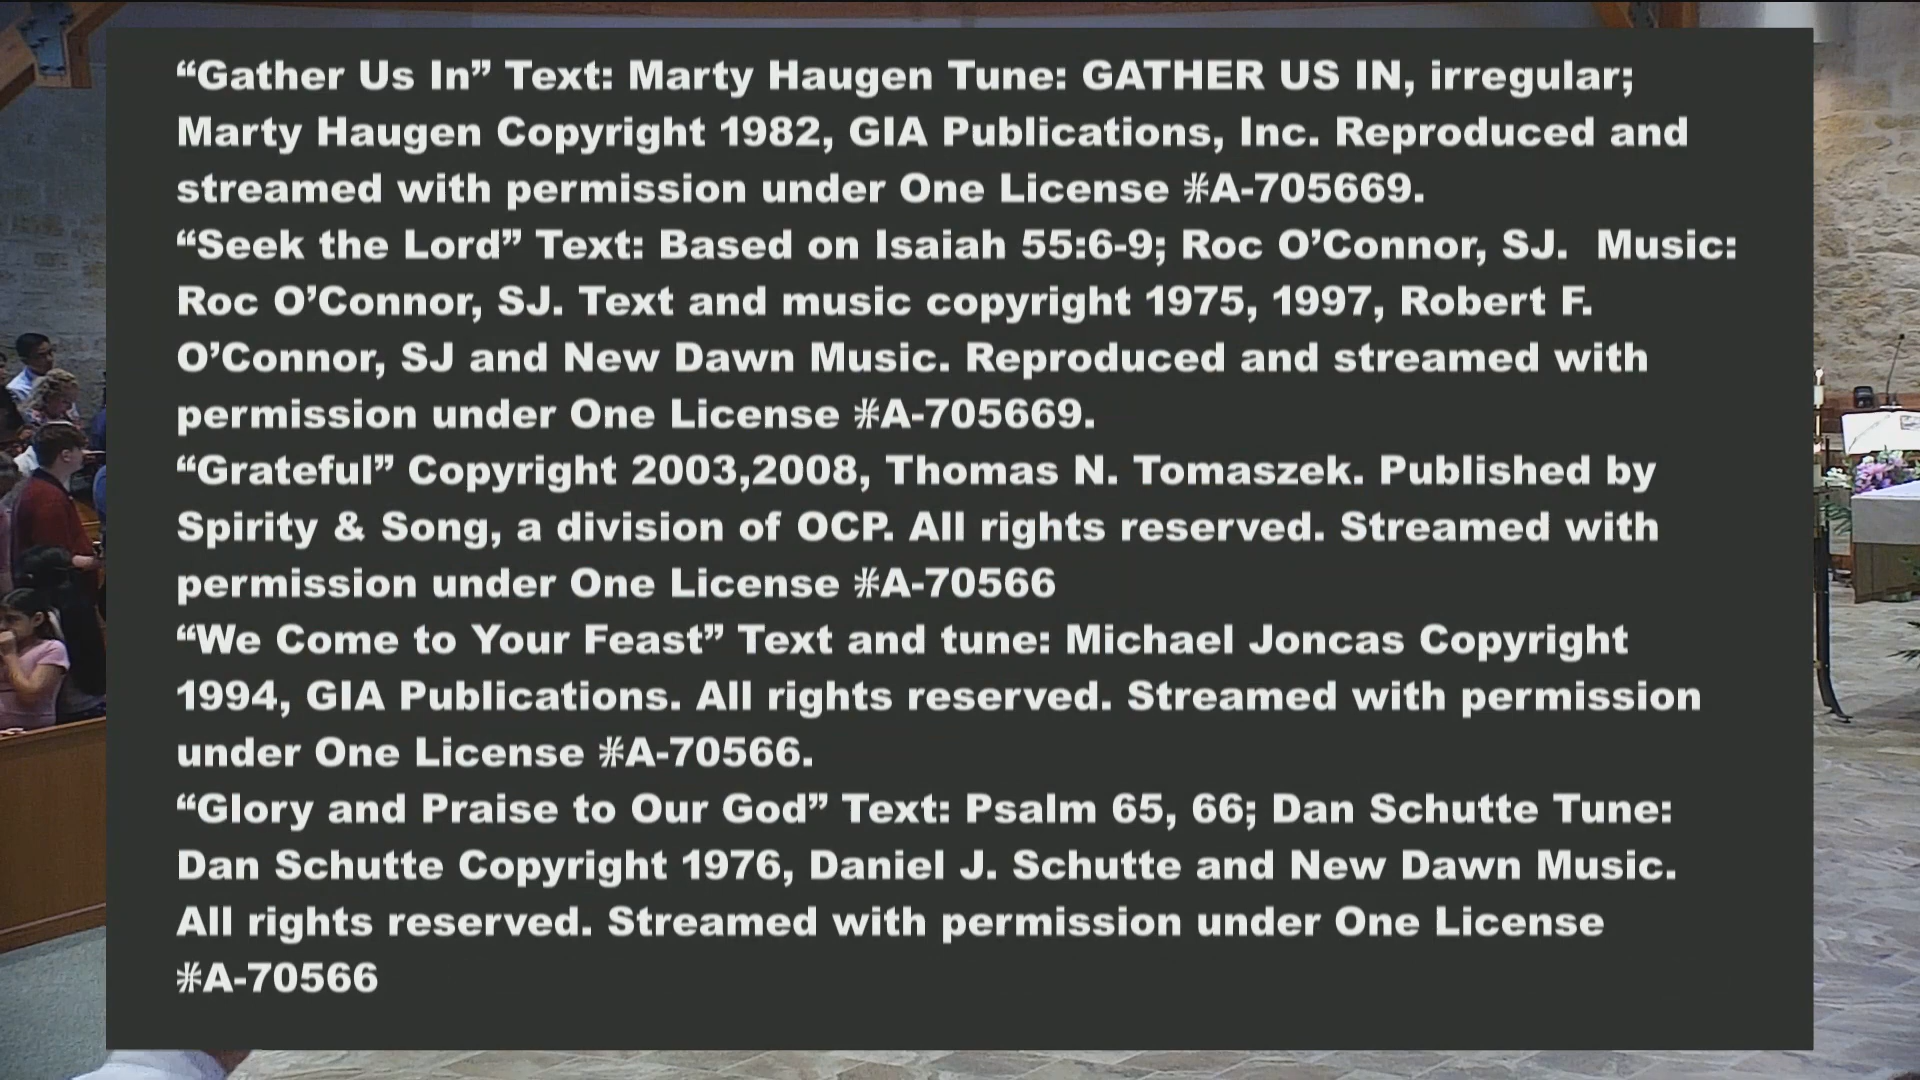 “Gather Us In” Text: Marty Haugen Tune: GATHER US IN, irregular;
Marty Haugen Copyright 1982, GIA Publications, Inc. Reproduced and
streamed with permission under One License #A-705669.
“Seek the Lord” Text: Based on Isaiah 55:6-9; Roc O’Connor, SJ.  Music:
Roc O’Connor, SJ. Text and music copyright 1975, 1997, Robert F.
O’Connor, SJ and New Dawn Music. Reproduced and streamed with
permission under One License #A-705669.
“Grateful” Copyright 2003,2008, Thomas N. Tomaszek. Published by
Spirity & Song, a division of OCP. All rights reserved. Streamed with
permission under One License #A-70566
“We Come to Your Feast” Text and tune: Michael Joncas Copyright
1994, GIA Publications. All rights reserved. Streamed with permission
under One License #A-70566.
“Glory and Praise to Our God” Text: Psalm 65, 66; Dan Schutte Tune:
Dan Schutte Copyright 1976, Daniel J. Schutte and New Dawn Music.
All rights reserved. Streamed with permission under One License
#A-70566